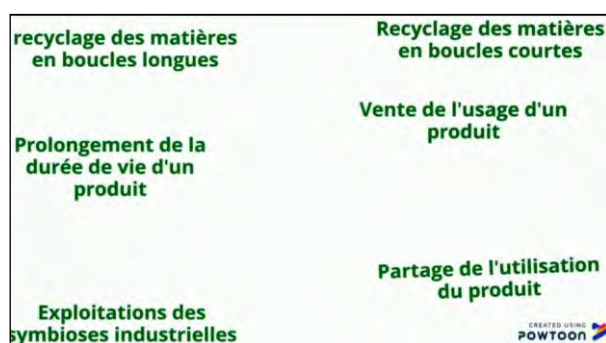 recyclage des matières
en boucles longues
Recyclage des matières
en boucles courtes
Vente de l'usage d'un
produit
Prolongement de la
durée de vie d'un
produit
Partage de l'utilisation
du produit
Exploitations des
symbioses industrielles
CREATED USING
POWTOON